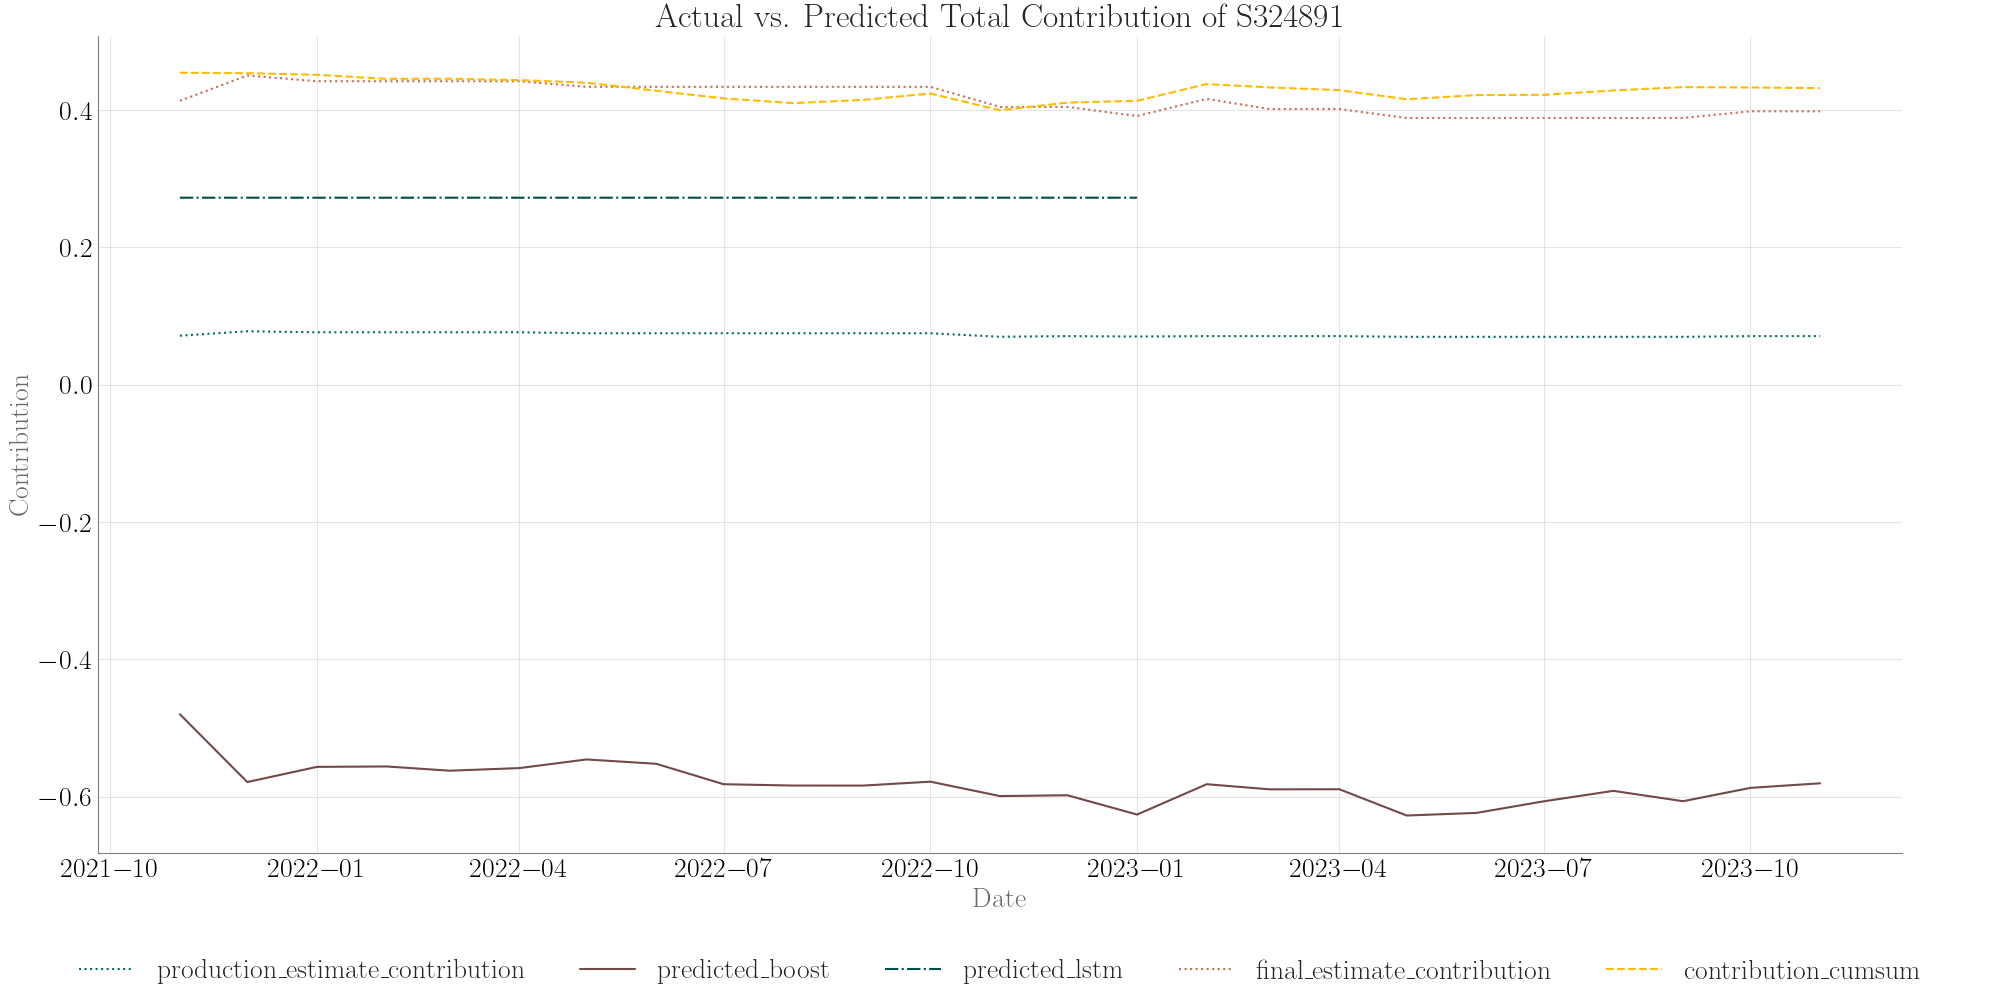 Actual vs. Predicted Total Contribution of S324891
0.4
0.2
0.0
−0.2
−0.4
−0.6
Contribution
2021−10 2022−01 2022−04 2022−07 2022−10 2023−01 2023−04 2023−07 2023−10
Date
production_estimate_contribution predicted_boost predicted_lstm final_estimate_contribution contribution_cumsum